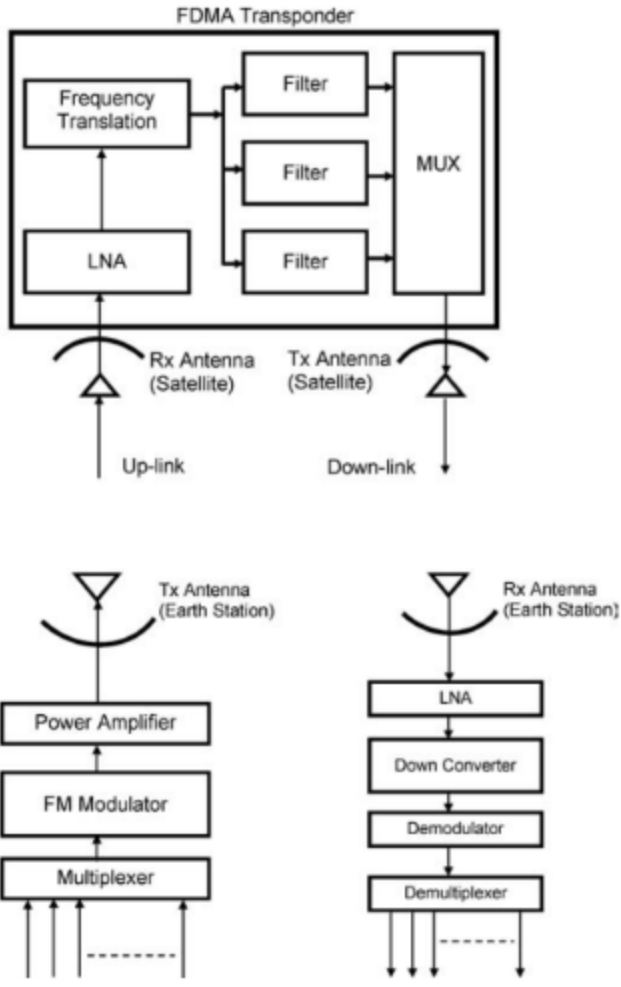 FDMA Transponder
Frequency
Translation
LNA
Filter
Filter
Filter
MUX
Rx Antenna
(Satellite)
Tx Antenna
(Satellite)
Up-link
Down-link
Tx Antenna
(Earth Station)
Power Amplifier
FM Modulator
Multiplexer
Rx Antenna
(Earth Station)
LNA
Down Converter
Demodulator
Demultiplexer